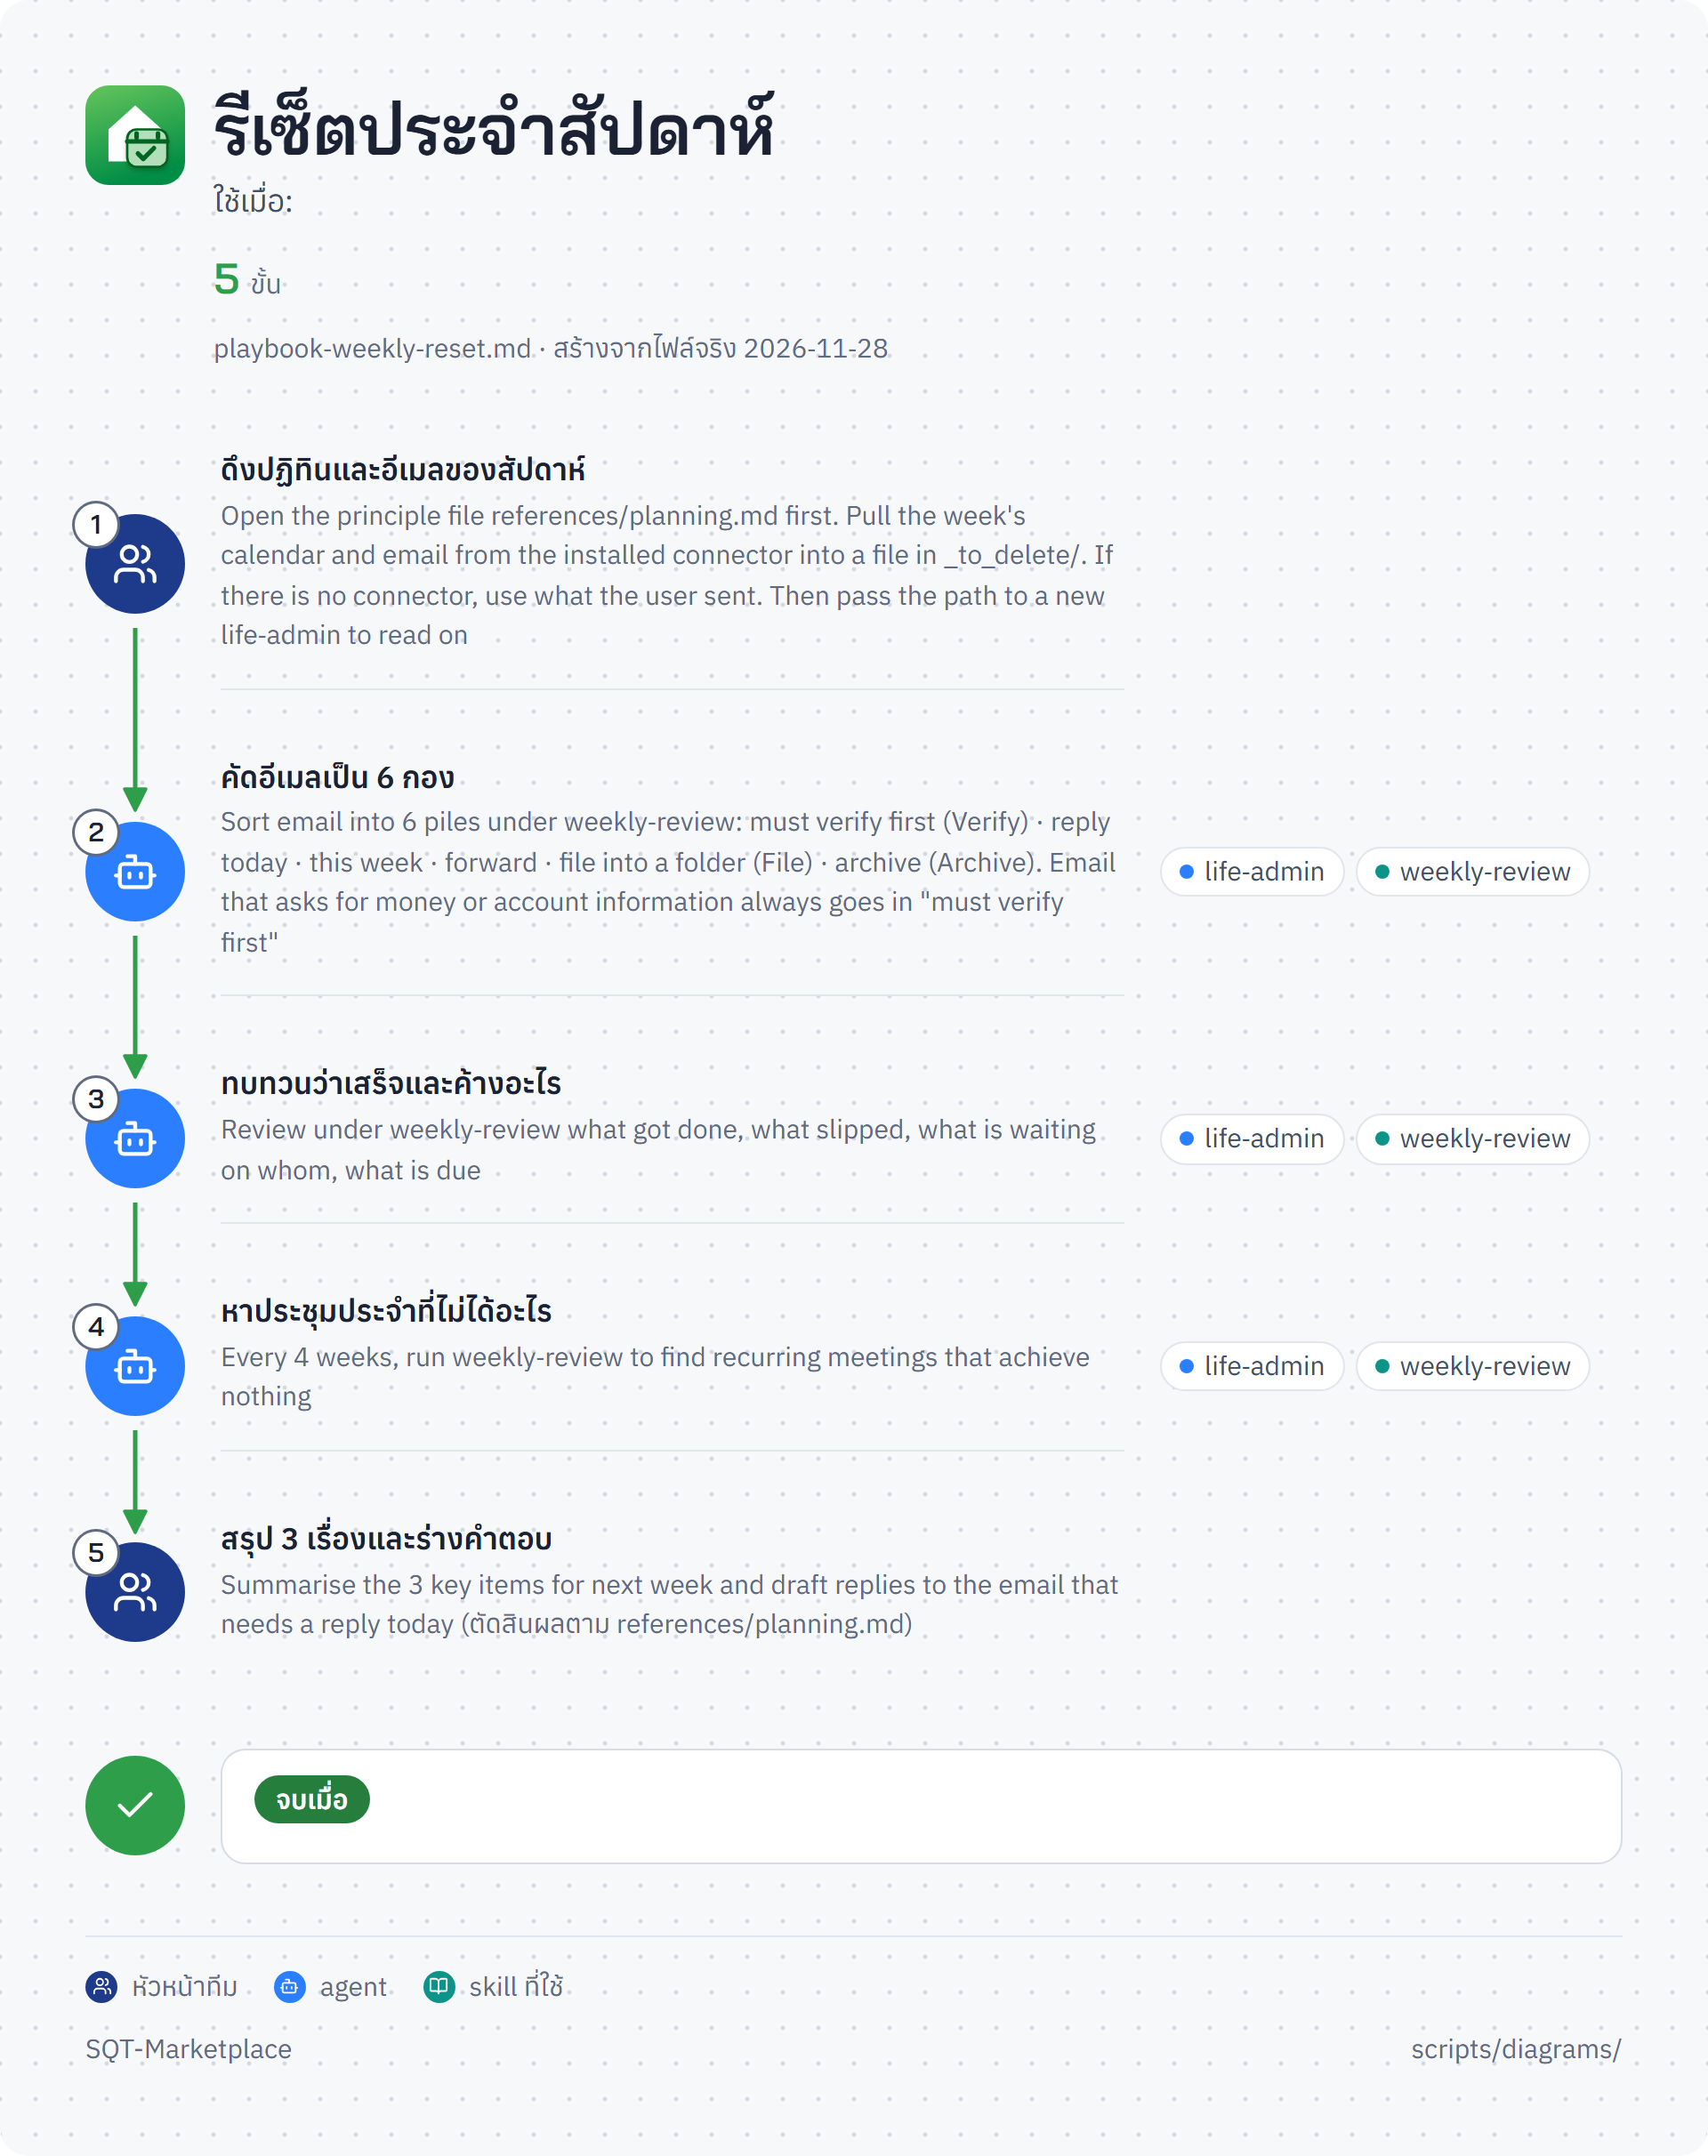 รีเซ็ตประจำสัปดาห์
ใช้เมื่อ:
5 ขั้น
playbook-weekly-reset.md · สร้างจากไฟล์จริง 2026-11-28
1
ดึงปฏิทินและอีเมลของสัปดาห์
Open the principle file references/planning.md first. Pull the week's
calendar and email from the installed connector into a file in _to_delete/. If
there is no connector, use what the user sent. Then pass the path to a new
life-admin to read on
2
คัดอีเมลเป็น 6 กอง
Sort email into 6 piles under weekly-review: must verify first (Verify) · reply
today · this week · forward · file into a folder (File) · archive (Archive). Email
that asks for money or account information always goes in "must verify
first"
life-admin weekly-review
3
ทบทวนว่าเสร็จและค้างอะไร
Review under weekly-review what got done, what slipped, what is waiting
on whom, what is due
life-admin weekly-review
4
หาประชุมประจำที่ไม่ได้อะไร
Every 4 weeks, run weekly-review to find recurring meetings that achieve
nothing
life-admin weekly-review
5
สรุป 3 เรื่องและร่างคำตอบ
Summarise the 3 key items for next week and draft replies to the email that
needs a reply today (ตัดสินผลตาม references/planning.md)
จบเมื่อ
หัวหน้าทีม agent skill ที่ใช้
SQT-Marketplace scripts/diagrams/